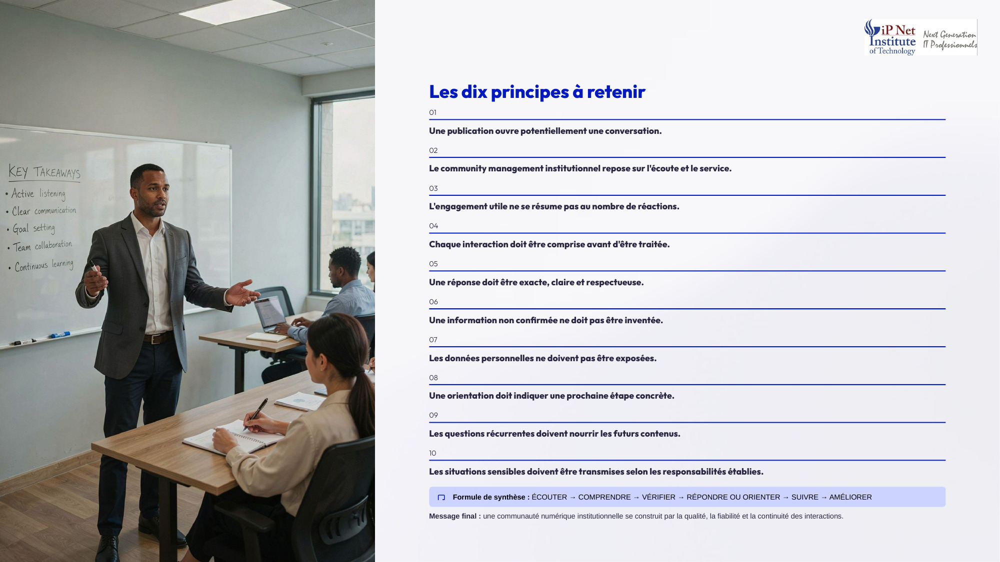 iP Net
Institute
of Technology
Next Generation
IT Professionnels
KEY TAKEAWAYS
• Active listening
• Clear communication
• Goal setting
• Team collaboration
• Continuous learning
Les dix principes à retenir
01
Une publication ouvre potentiellement une conversation.
02
Le community management institutionnel repose sur l'écoute et le service.
03
L'engagement utile ne se résume pas au nombre de réactions.
04
Chaque interaction doit être comprise avant d'être traitée.
05
Une réponse doit être exacte, claire et respectueuse.
06
Une information non confirmée ne doit pas être inventée.
07
Les données personnelles ne doivent pas être exposées.
08
Une orientation doit indiquer une prochaine étape concrète.
09
Les questions récurrentes doivent nourrir les futurs contenus.
10
Les situations sensibles doivent être transmises selon les responsabilités établies.
Formule de synthèse : ÉCOUTER → COMPRENDRE → VÉRIFIER → RÉPONDRE OU ORIENTER → SUIVRE → AMÉLIORER
Message final : une communauté numérique institutionnelle se construit par la qualité, la fiabilité et la continuité des interactions.